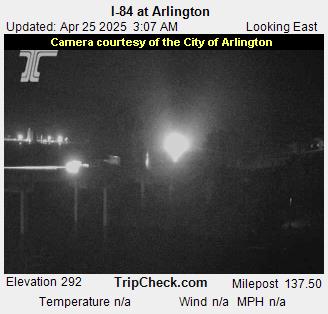 I-84 at Arlington
Updated: Apr 25 2025 3:07 AM Looking East
Camera courtesy of the City of Arlington
Elevation 292 TripCheck.com Milepost 137.50
Temperature n/a Wind n/a MPH n/a